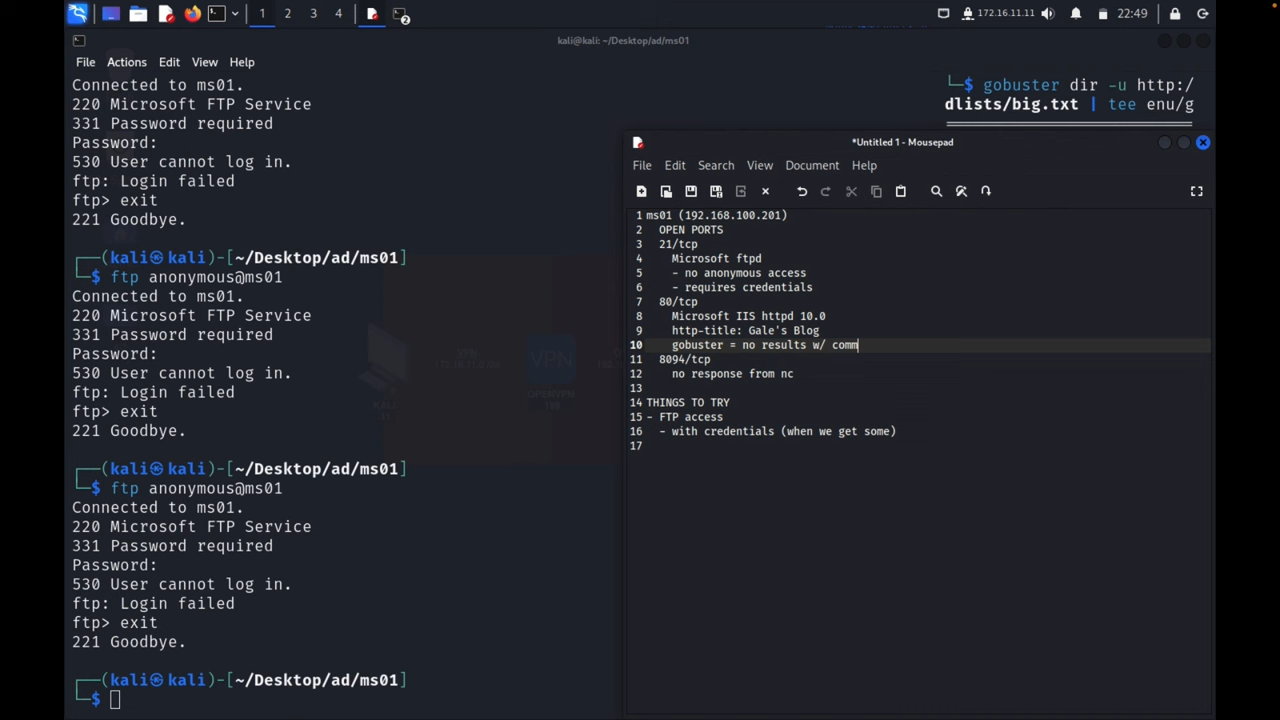 1 2 3 4 2 172.16.11.11 22:49
kali@kali: ~/Desktop/ad/ms01
File Actions Edit View Help
Connected to ms01.
220 Microsoft FTP Service
331 Password required
Password:
530 User cannot log in.
ftp: Login failed
ftp> exit
221 Goodbye.
┌──(kali㉿kali)-[~/Desktop/ad/ms01]
└─$ ftp anonymous@ms01
Connected to ms01.
220 Microsoft FTP Service
331 Password required
Password:
530 User cannot log in.
ftp: Login failed
ftp> exit
221 Goodbye.
┌──(kali㉿kali)-[~/Desktop/ad/ms01]
└─$ ftp anonymous@ms01
Connected to ms01.
220 Microsoft FTP Service
331 Password required
Password:
530 User cannot log in.
ftp: Login failed
ftp> exit
221 Goodbye.
┌──(kali㉿kali)-[~/Desktop/ad/ms01]
└─$
└─$ gobuster dir -u http:/
dlists/big.txt | tee enu/g
*Untitled 1 - Mousepad
File Edit Search View Document Help
1 ms01 (192.168.100.201)
2 OPEN PORTS
3 21/tcp
4 Microsoft ftpd
5 - no anonymous access
6 - requires credentials
7 80/tcp
8 Microsoft IIS httpd 10.0
9 http-title: Gale's Blog
10 gobuster = no results w/ comm
11 8094/tcp
12 no response from nc
13
14 THINGS TO TRY
15 - FTP access
16 - with credentials (when we get some)
17
VPN